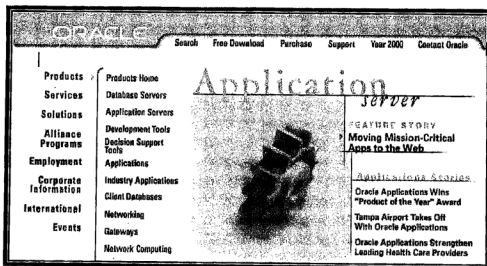 ORACLE
Search Free Download Purchase Support Year 2000 Contact Oracle
Products
Services
Solutions
Alliance
Programs
Employment
Corporate
Information
International
Events
Products Home
Database Servers
Application Servers
Development Tools
Decision Support
Tools
Applications
Industry Applications
Client Databases
Networking
Gateways
Network Computing
Application
server
FEATURE STORY
Moving Mission-Critical
Apps to the Web
Applications Stories
Oracle Applications Wins
"Product of the Year" Award
Tampa Airport Takes Off
With Oracle Applications
Oracle Applications Strengthen
Leading Health Care Providers